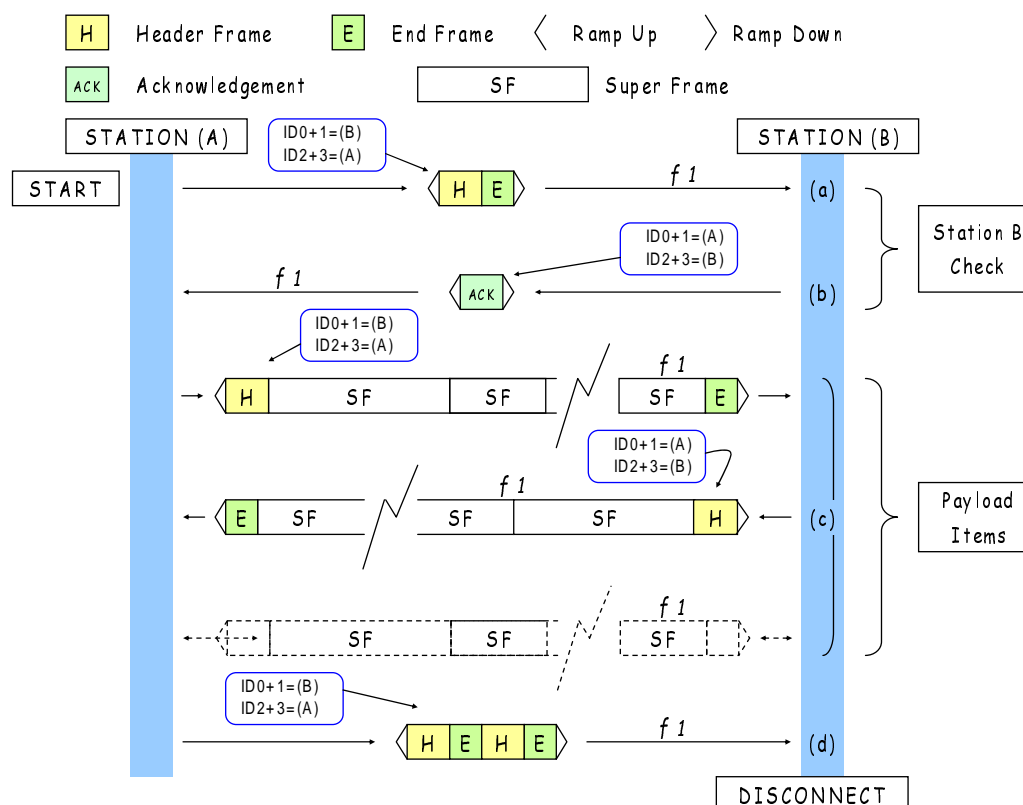 H Header Frame E End Frame 〈 Ramp Up 〉 Ramp Down
ACK Acknowledgement SF Super Frame
STATION (A)
STATION (B)
ID0+1=(B)
ID2+3=(A)
START
H E
f 1
(a)
Station B
Check
ID0+1=(A)
ID2+3=(B)
f 1
ACK
(b)
ID0+1=(B)
ID2+3=(A)
f 1
H SF SF SF E
ID0+1=(A)
ID2+3=(B)
f 1
E SF SF SF H
(c)
Payload
Items
f 1
SF SF SF
ID0+1=(B)
ID2+3=(A)
H E H E
f 1
(d)
DISCONNECT